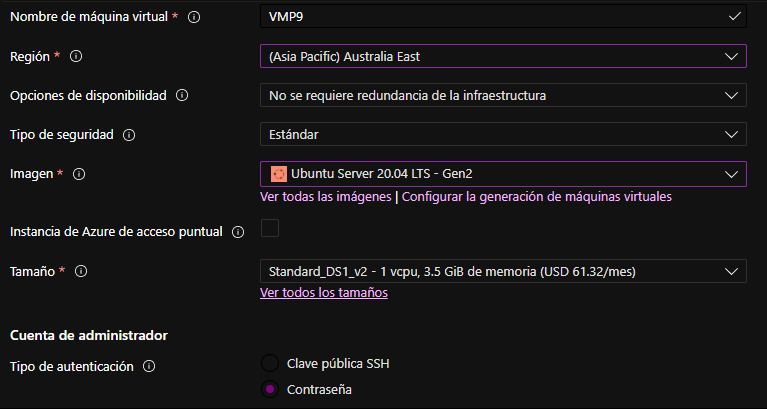 Nombre de máquina virtual * VMP9
Región * (Asia Pacific) Australia East
Opciones de disponibilidad No se requiere redundancia de la infraestructura
Tipo de seguridad Estándar
Imagen * Ubuntu Server 20.04 LTS - Gen2
Ver todas las imágenes | Configurar la generación de máquinas virtuales
Instancia de Azure de acceso puntual
Tamaño * Standard_DS1_v2 - 1 vcpu, 3.5 GiB de memoria (USD 61.32/mes)
Ver todos los tamaños
Cuenta de administrador
Tipo de autenticación Clave pública SSH
Contraseña